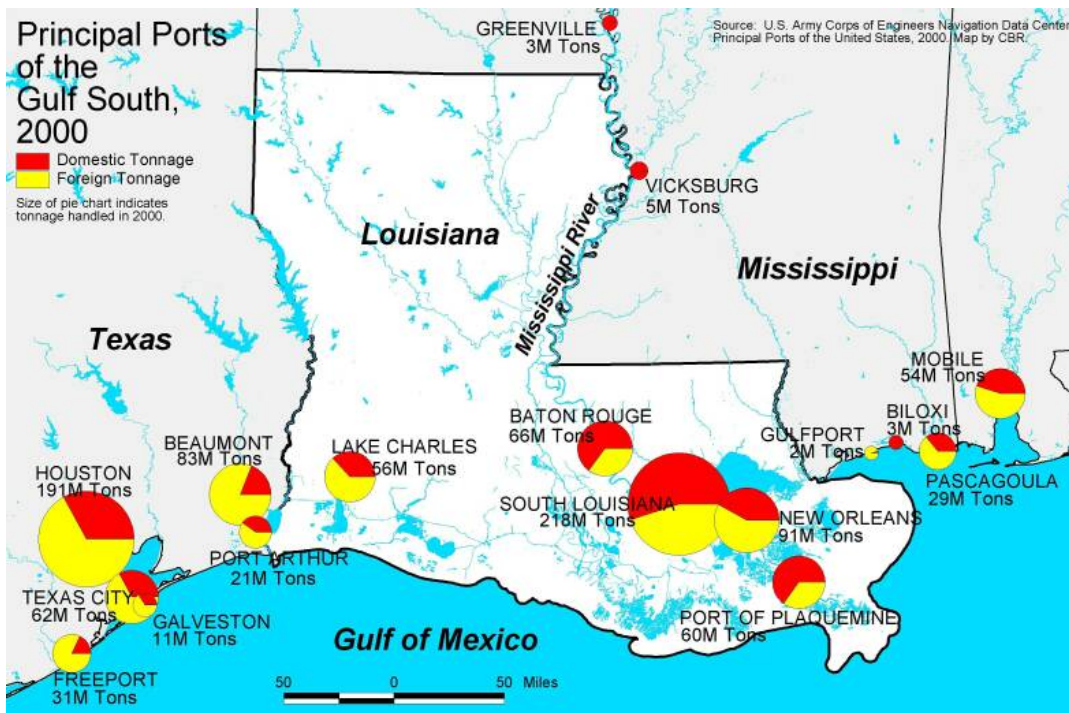 Principal Ports
of the
Gulf South,
2000
Domestic Tonnage
Foreign Tonnage
Size of pie chart indicates
tonnage handled in 2000.
Source: U.S. Army Corps of Engineers Navigation Data Center
Principal Ports of the United States, 2000. Map by CBR.
GREENVILLE
3M Tons
VICKSBURG
5M Tons
Louisiana
Mississippi River
Mississippi
Texas
MOBILE
54M Tons
BILOXI
3M Tons
GULFPORT
2M Tons
PASCAGOULA
29M Tons
BATON ROUGE
66M Tons
LAKE CHARLES
56M Tons
BEAUMONT
83M Tons
HOUSTON
191M Tons
SOUTH LOUISIANA
218M Tons
NEW ORLEANS
91M Tons
PORT ARTHUR
21M Tons
TEXAS CITY
62M Tons
GALVESTON
11M Tons
PORT OF PLAQUEMINE
60M Tons
Gulf of Mexico
FREEPORT
31M Tons
50 0 50 Miles